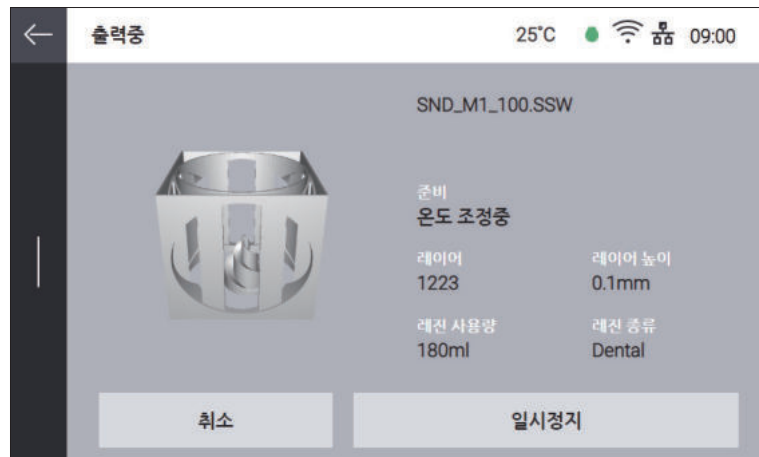 출력중 25˚C 09:00
SND_M1_100.SSW
준비
온도 조정중
레이어 레이어 높이
1223 0.1mm
레진 사용량 레진 종류
180ml Dental
취소 일시정지